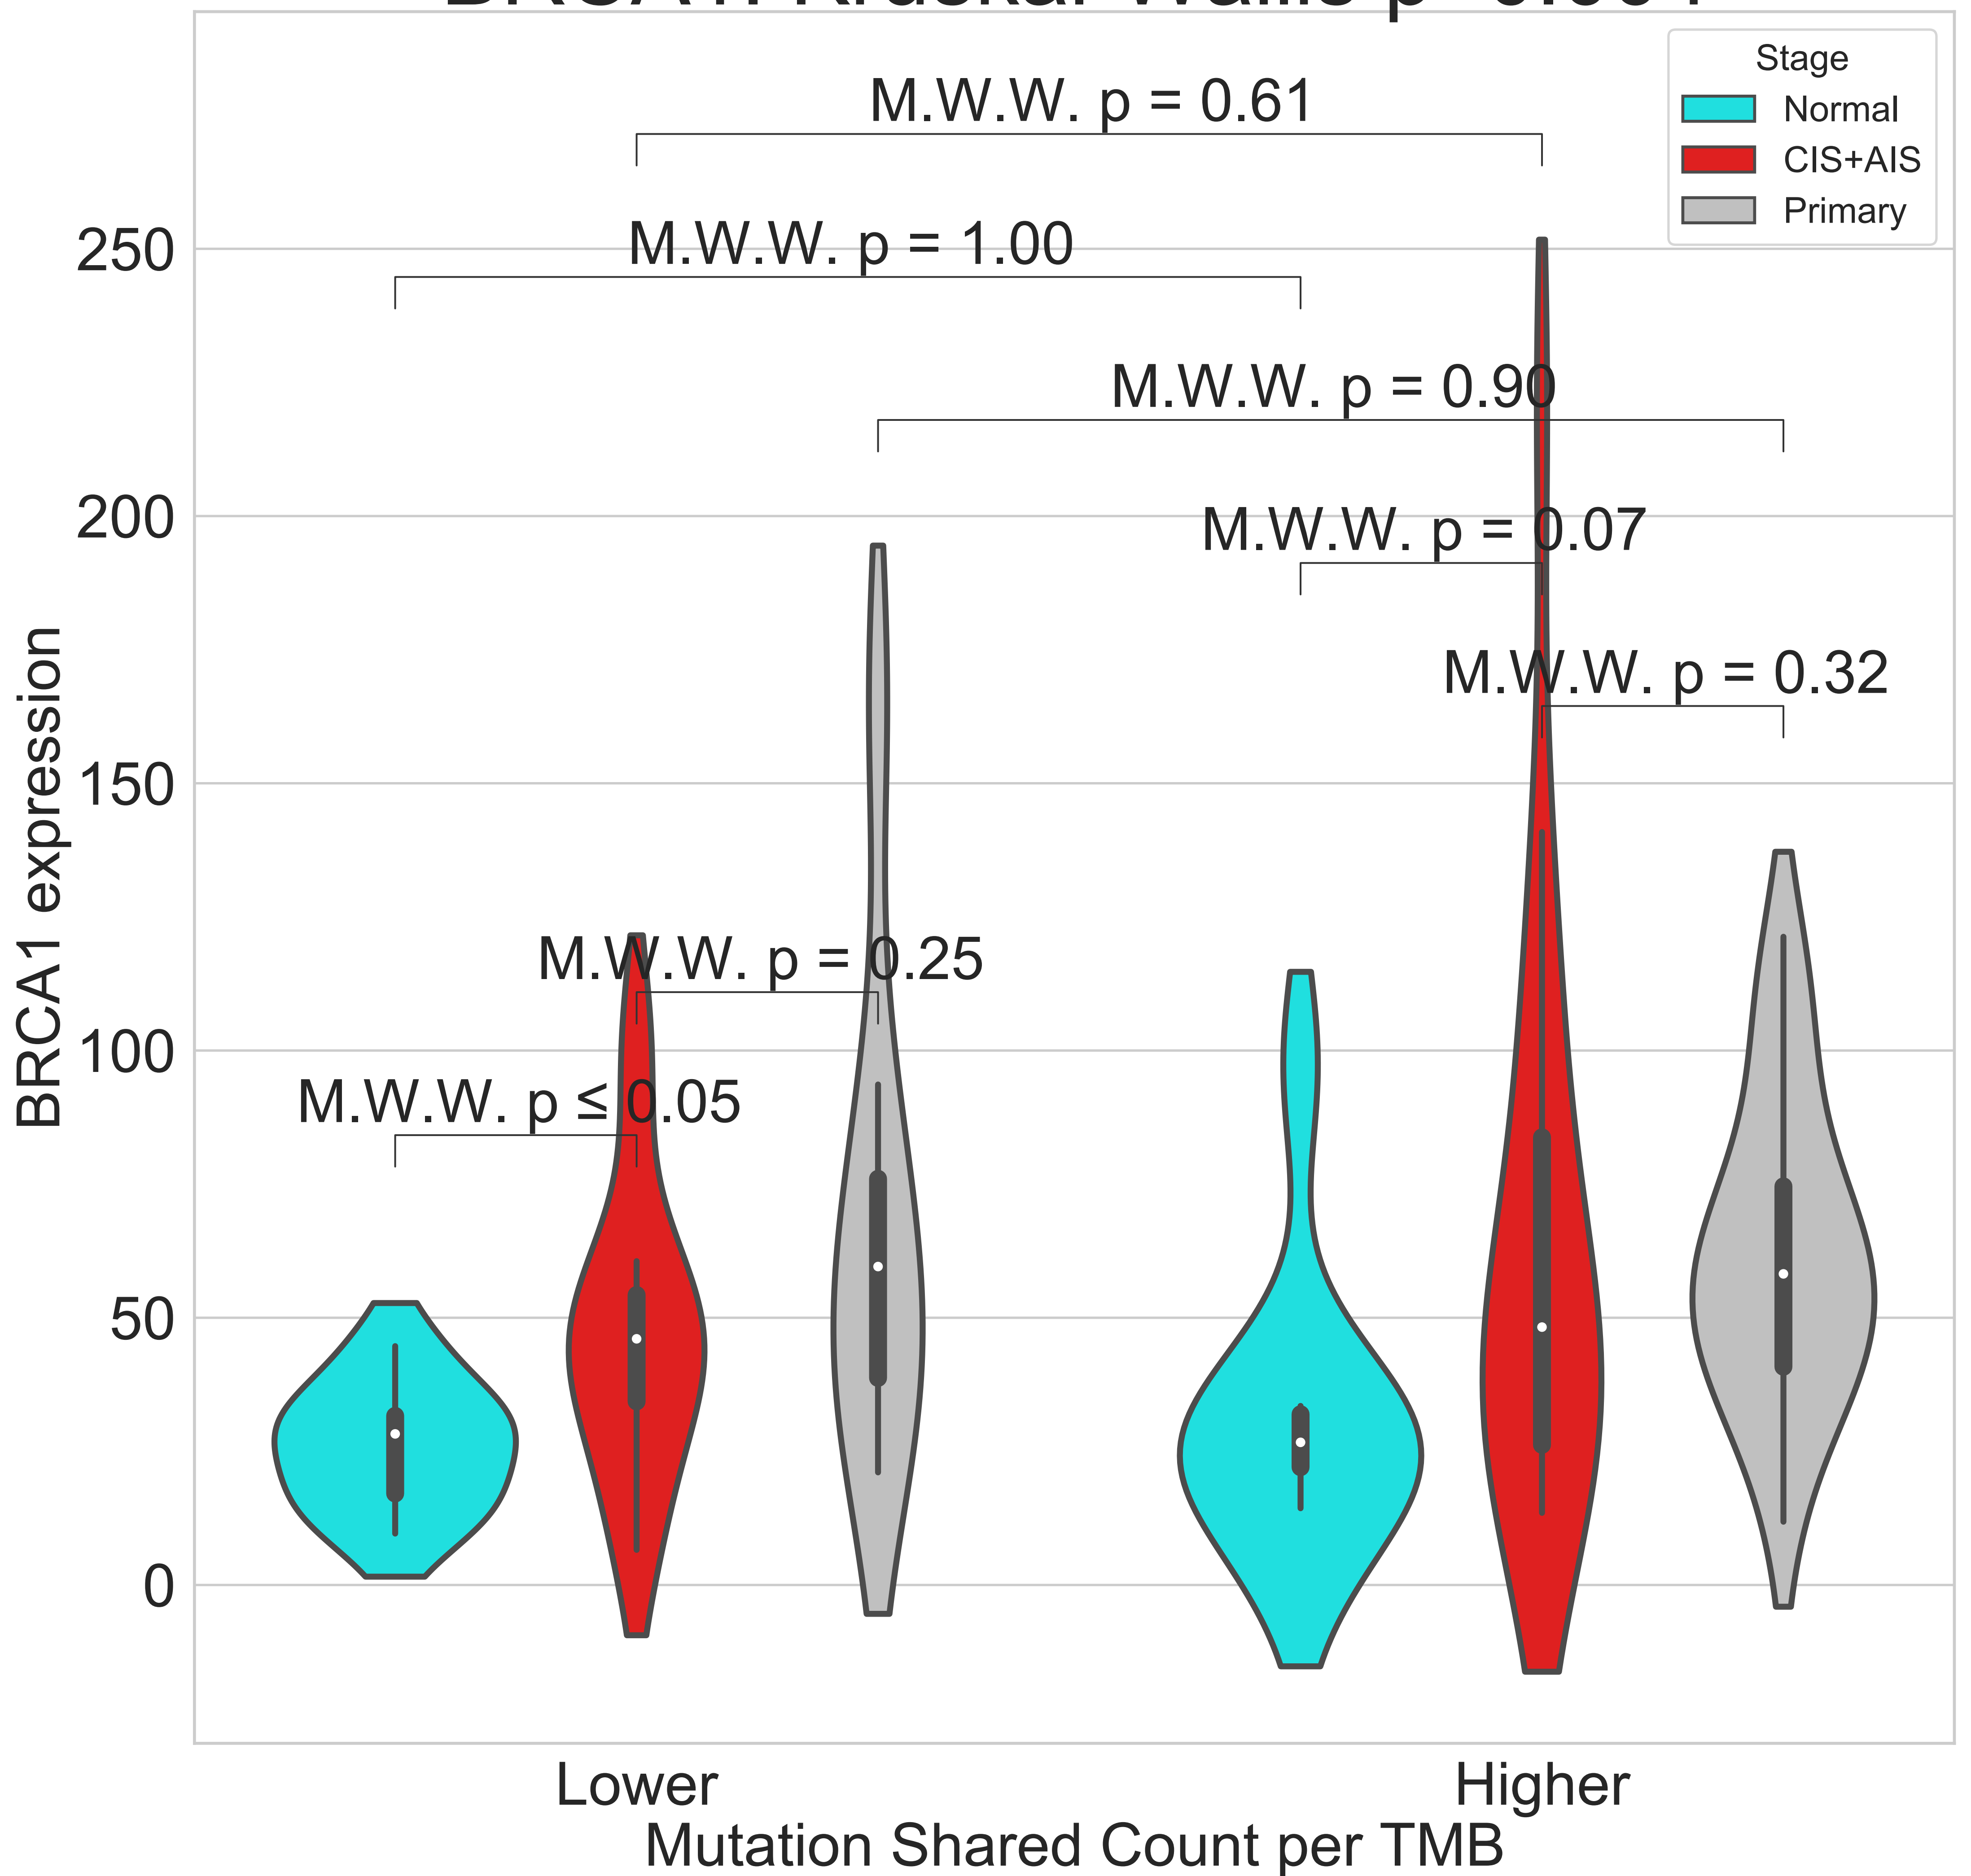 Stage
Normal
CIS+AIS
Primary
M.W.W. p = 0.61
M.W.W. p = 1.00
M.W.W. p = 0.90
M.W.W. p = 0.07
M.W.W. p = 0.32
M.W.W. p = 0.25
M.W.W. p ≤ 0.05
250
200
150
100
50
0
BRCA1 expression
Lower
Higher
Mutation Shared Count per TMB